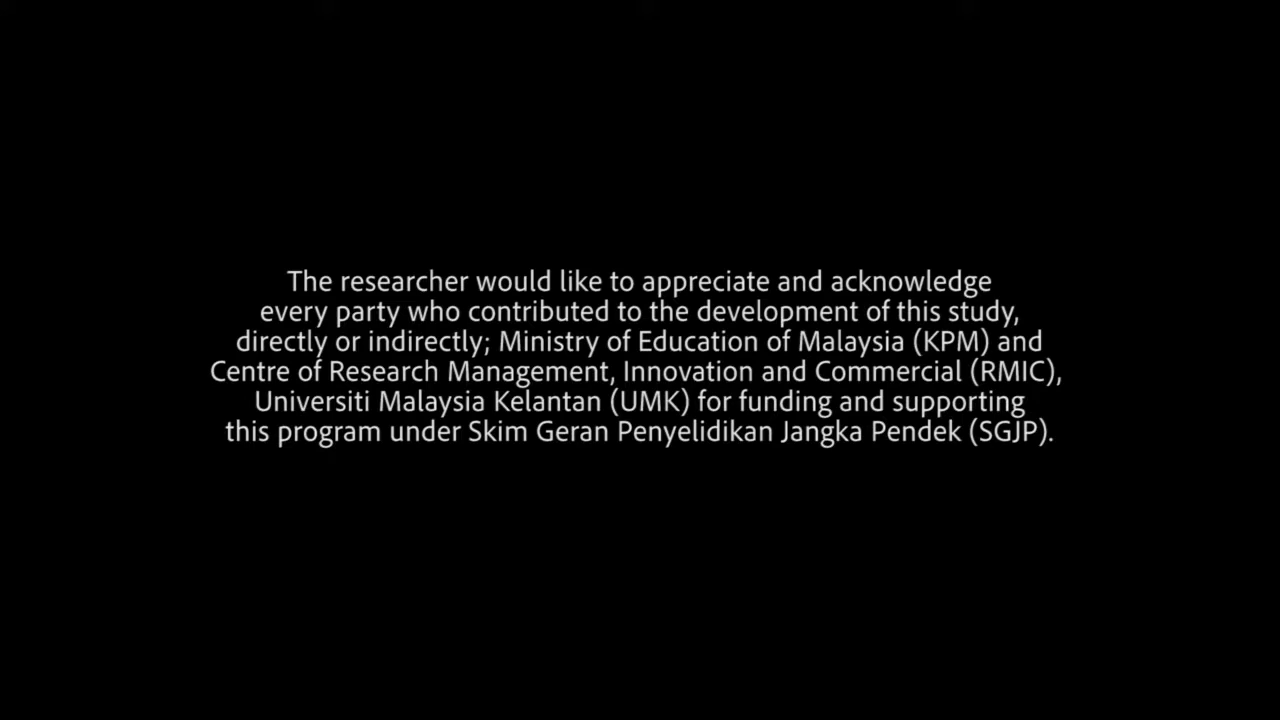 The researcher would like to appreciate and acknowledge
every party who contributed to the development of this study,
directly or indirectly; Ministry of Education of Malaysia (KPM) and
Centre of Research Management, Innovation and Commercial (RMIC),
Universiti Malaysia Kelantan (UMK) for funding and supporting
this program under Skim Geran Penyelidikan Jangka Pendek (SGJP).